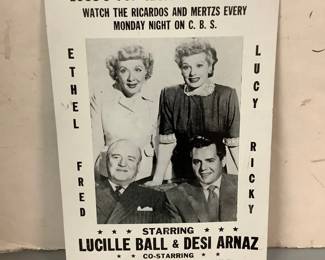 WATCH THE RICARDOS AND MERTZS EVERY
MONDAY NIGHT ON C. B. S.
ETHEL
LUCY
FRED
RICKY
STARRING
LUCILLE BALL & DESI ARNAZ
CO-STARRING